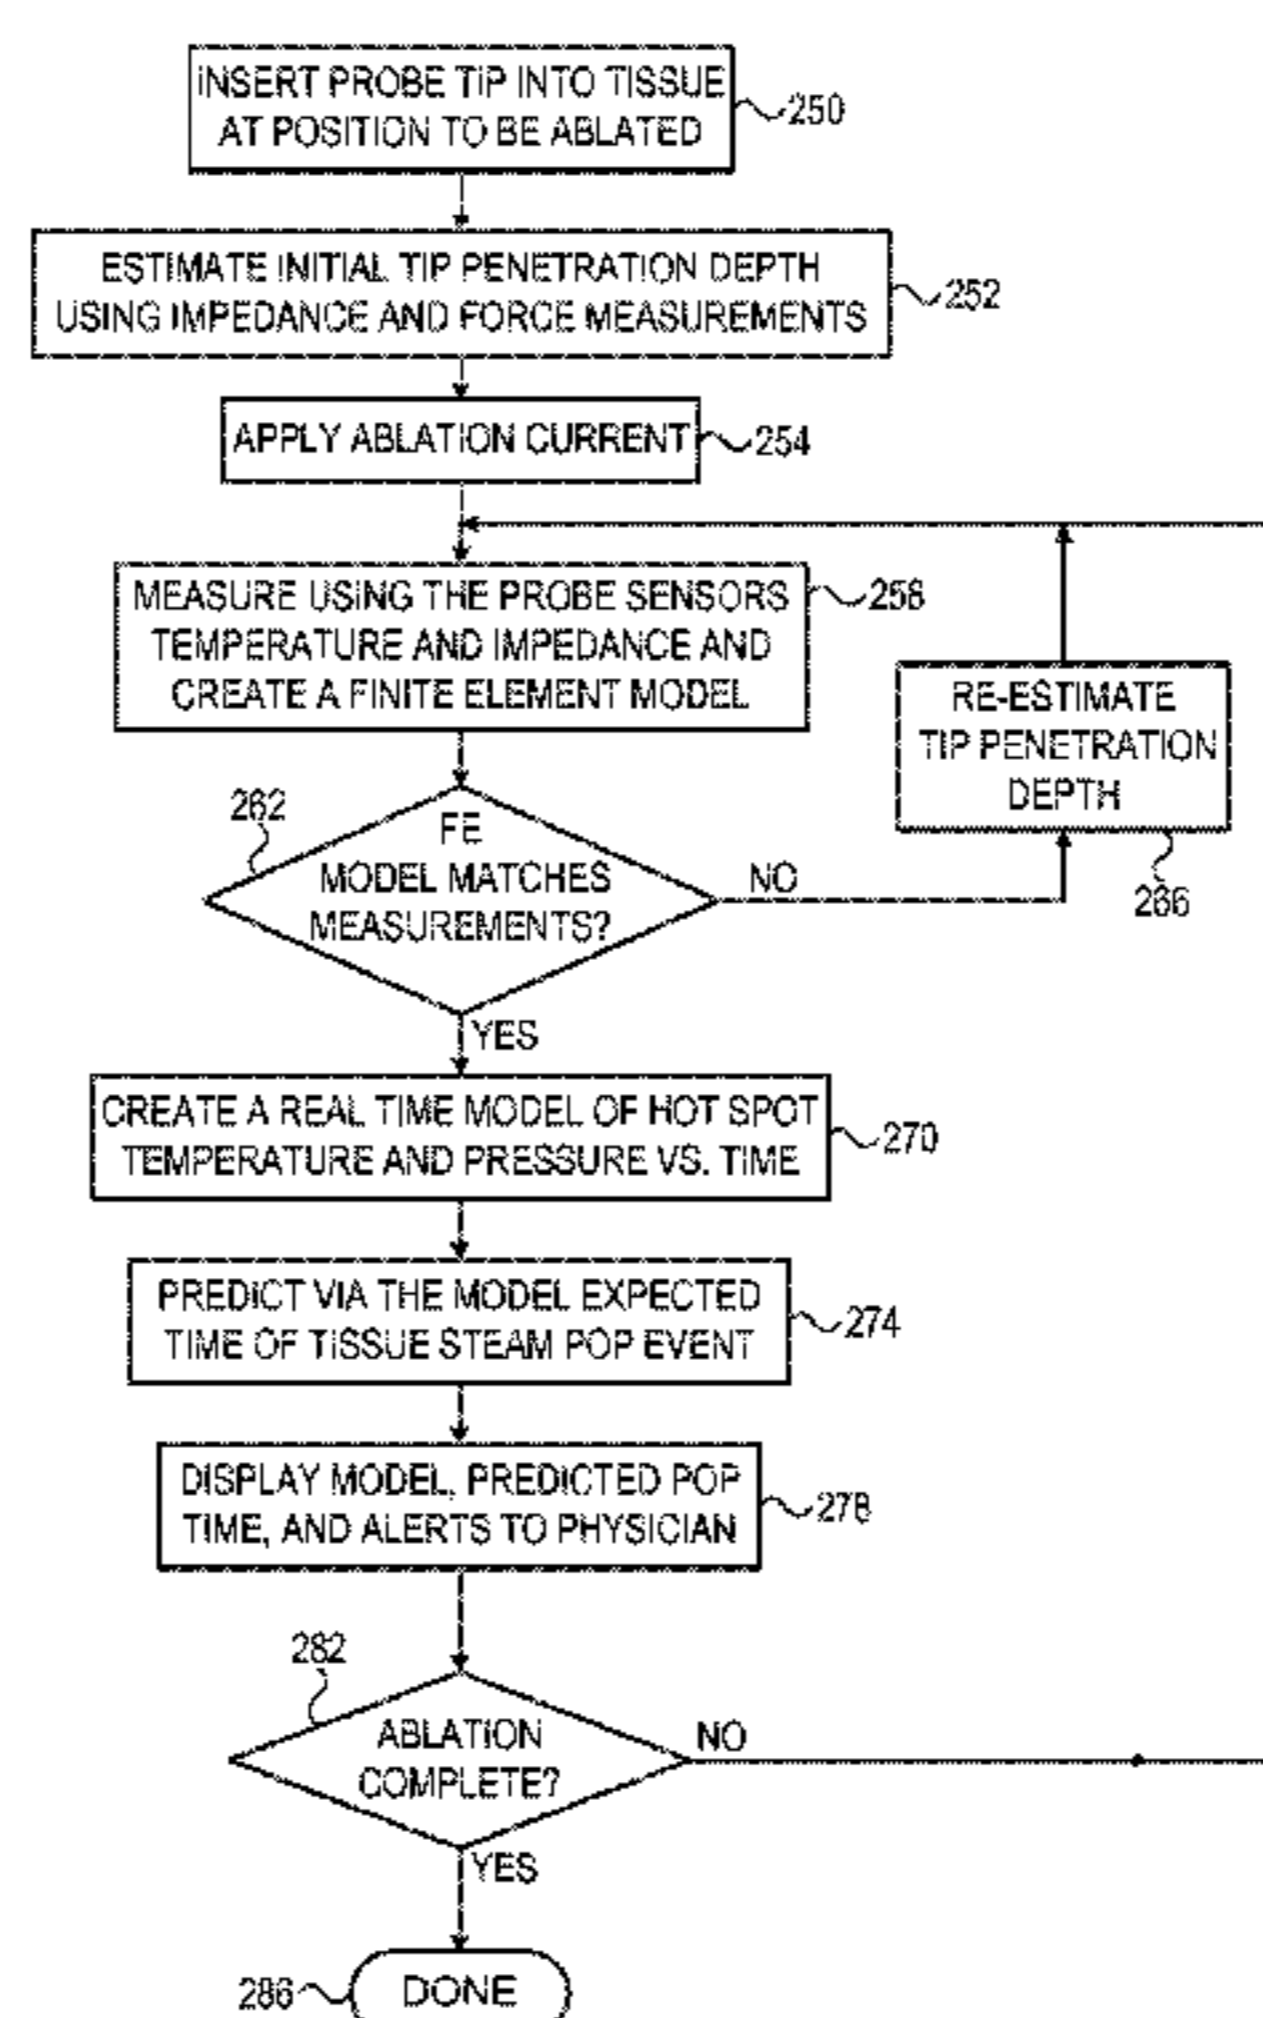 INSERT PROBE TIP INTO TISSUE
AT POSITION TO BE ABLATED
250
ESTIMATE INITIAL TIP PENETRATION DEPTH
USING IMPEDANCE AND FORCE MEASUREMENTS
252
APPLY ABLATION CURRENT
254
MEASURE USING THE PROBE SENSORS
TEMPERATURE AND IMPEDANCE AND
CREATE A FINITE ELEMENT MODEL
258
RE-ESTIMATE
TIP PENETRATION
DEPTH
266
262
FE
MODEL MATCHES
MEASUREMENTS?
NO
YES
CREATE A REAL TIME MODEL OF HOT SPOT
TEMPERATURE AND PRESSURE VS. TIME
270
PREDICT VIA THE MODEL EXPECTED
TIME OF TISSUE STEAM POP EVENT
274
DISPLAY MODEL, PREDICTED POP
TIME, AND ALERTS TO PHYSICIAN
278
282
ABLATION
COMPLETE?
NO
YES
286
DONE